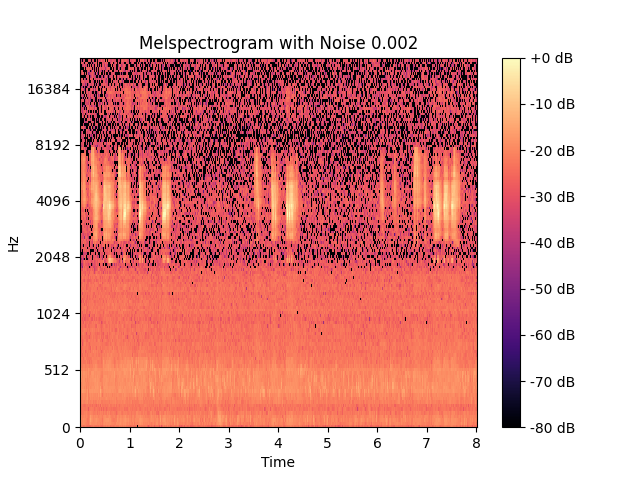 Melspectrogram with Noise 0.002
Hz
16384
8192
4096
2048
1024
512
0
0 1 2 3 4 5 6 7 8
Time
+0 dB
-10 dB
-20 dB
-30 dB
-40 dB
-50 dB
-60 dB
-70 dB
-80 dB